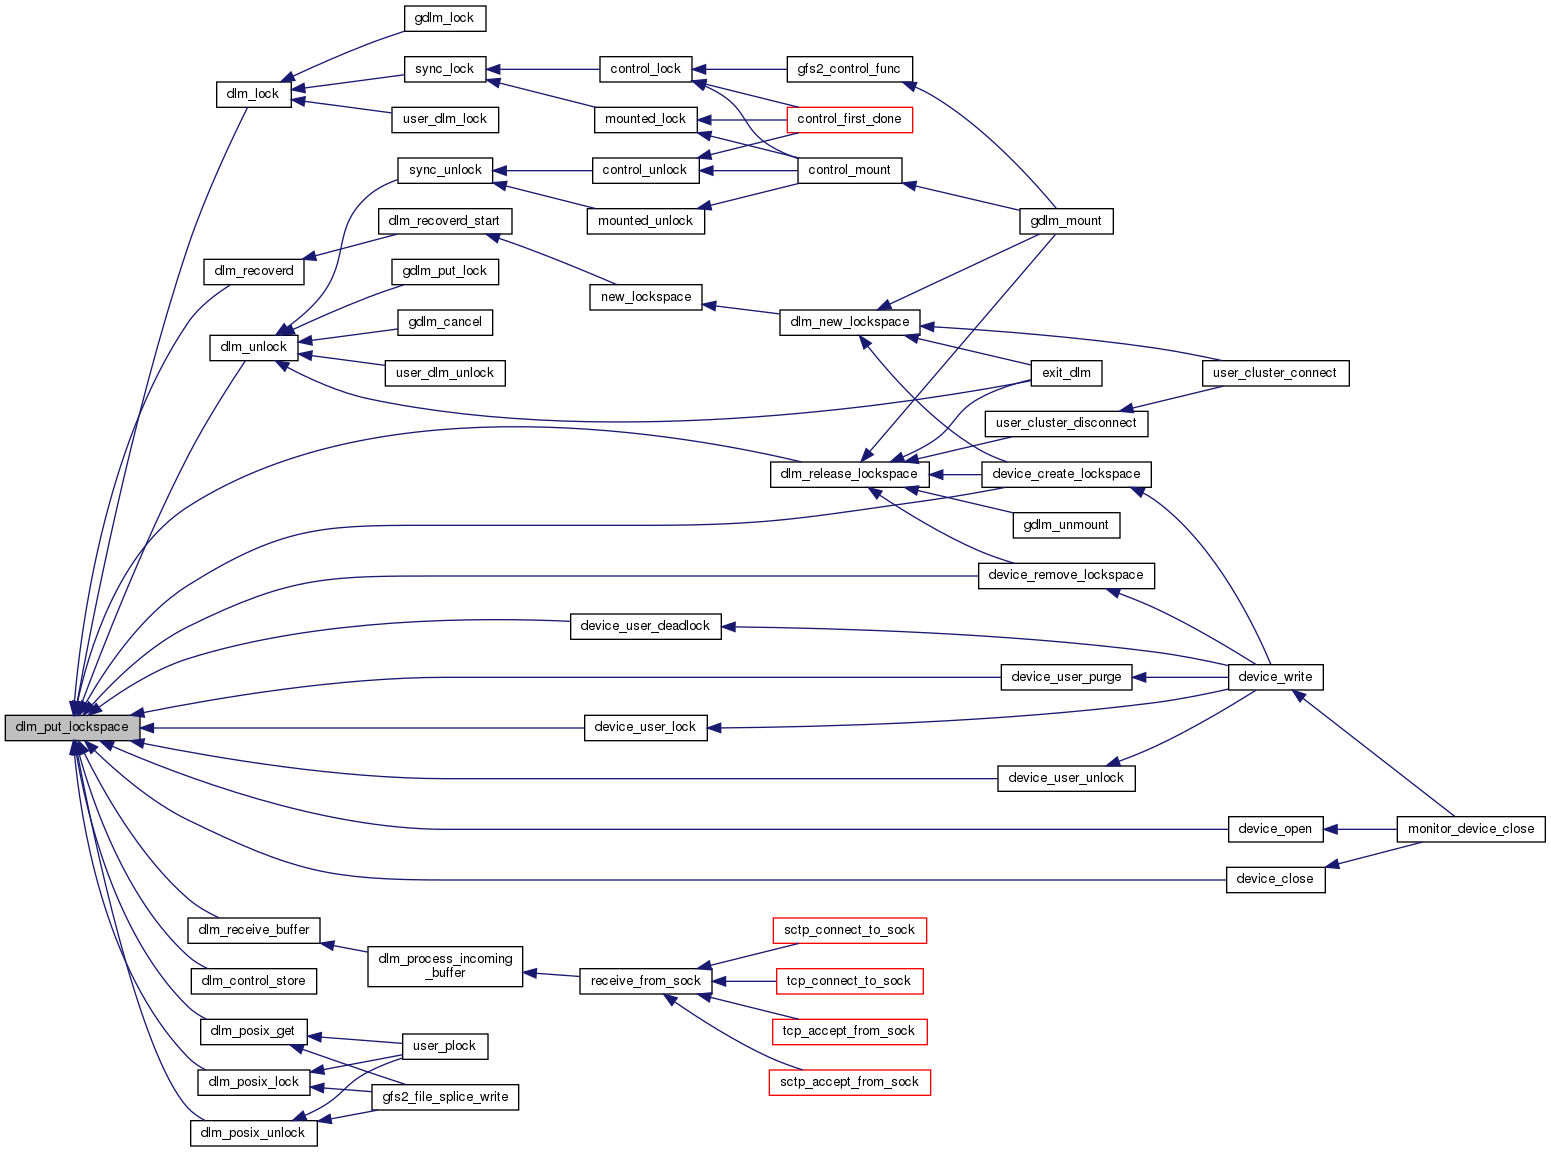 gdlm_lock
sync_lock
control_lock
gfs2_control_func
dlm_lock
user_dlm_lock
mounted_lock
control_first_done
sync_unlock
control_unlock
control_mount
dlm_recoverd_start
mounted_unlock
gdlm_mount
dlm_recoverd
gdlm_put_lock
new_lockspace
gdlm_cancel
dlm_new_lockspace
dlm_unlock
user_dlm_unlock
exit_dlm
user_cluster_connect
user_cluster_disconnect
dlm_release_lockspace
device_create_lockspace
gdlm_unmount
device_remove_lockspace
device_user_deadlock
device_user_purge
device_write
dlm_put_lockspace
device_user_lock
device_user_unlock
device_open
monitor_device_close
device_close
dlm_receive_buffer
sctp_connect_to_sock
dlm_process_incoming
_buffer
dlm_control_store
receive_from_sock
tcp_connect_to_sock
dlm_posix_get
tcp_accept_from_sock
user_plock
dlm_posix_lock
sctp_accept_from_sock
gfs2_file_splice_write
dlm_posix_unlock